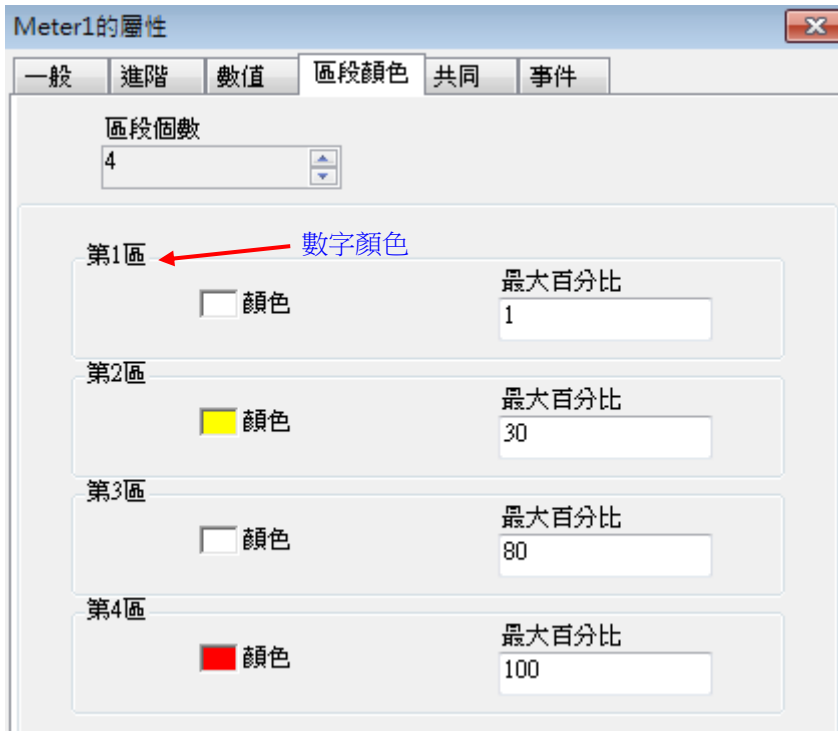 Meter1的屬性
一般 進階 數值 區段顏色 共同 事件
區段個數
4
第1區 數字顏色
顏色 最大百分比
1
第2區
顏色 最大百分比
30
第3區
顏色 最大百分比
80
第4區
顏色 最大百分比
100